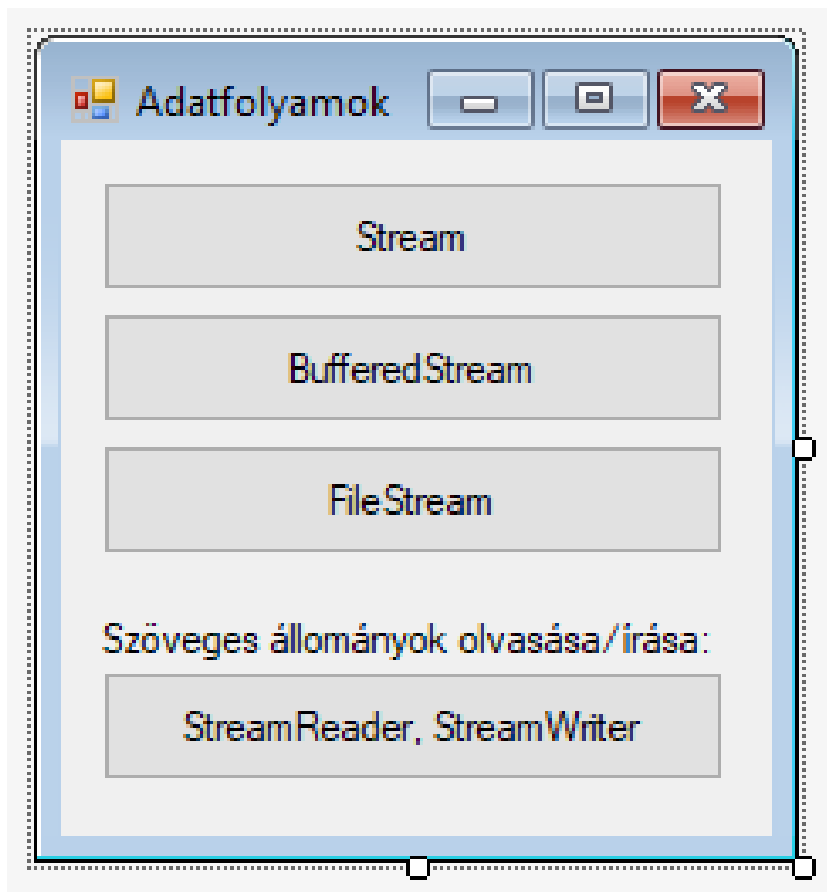 Adatfolyamok
Stream
BufferedStream
FileStream
Szöveges állományok olvasása/írása:
StreamReader, StreamWriter